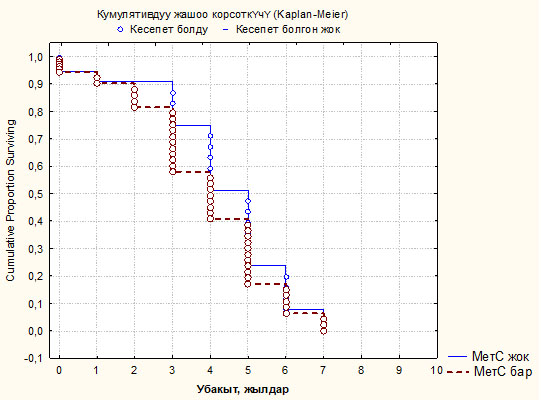 Кумулятивдуу жашоо корсоткYчY (Kaplan-Meier)
Кесепет болду Кесепет болгон жок
1,0
0,9
0,8
0,7
0,6
0,5
0,4
0,3
0,2
0,1
0,0
-0,1
Cumulative Proportion Surviving
0 1 2 3 4 5 6 7 8 9 10
Убакыт, жылдар
МетС жок
МетС бар